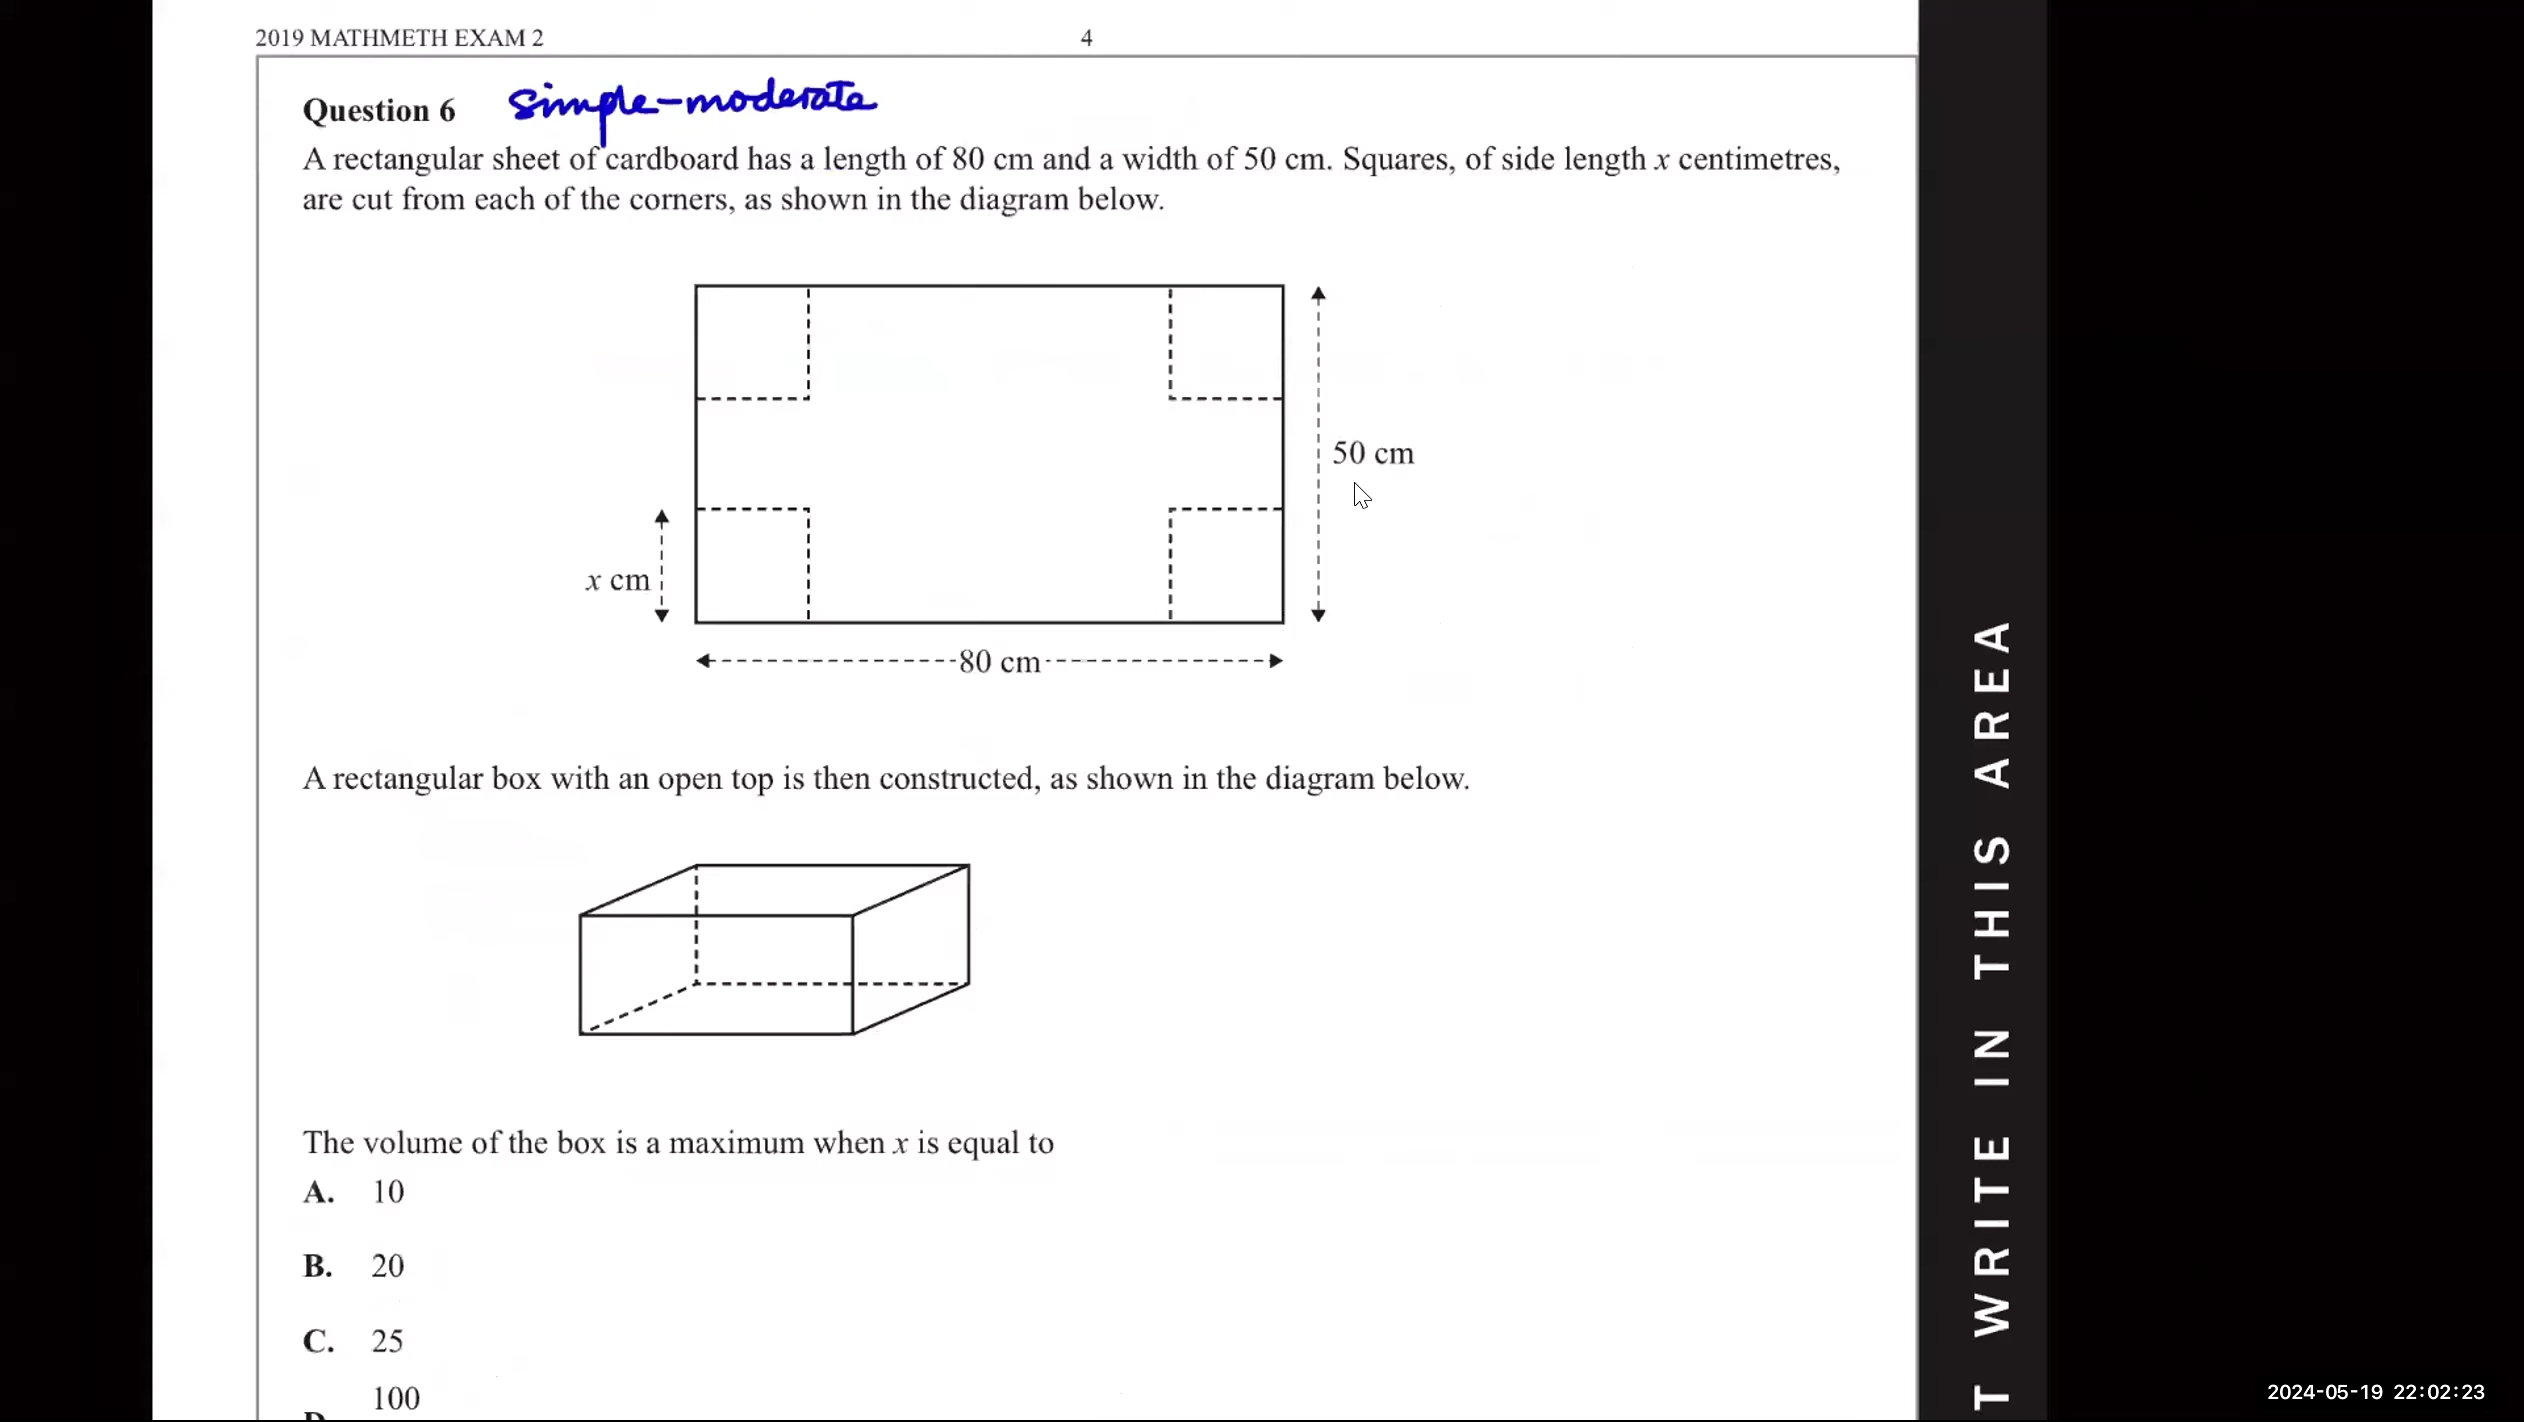 2019 MATHMETH EXAM 2
4
Question 6 simple-moderate
A rectangular sheet of cardboard has a length of 80 cm and a width of 50 cm. Squares, of side length x centimetres,
are cut from each of the corners, as shown in the diagram below.
50 cm
x cm
80 cm
A rectangular box with an open top is then constructed, as shown in the diagram below.
The volume of the box is a maximum when x is equal to
A. 10
B. 20
C. 25
100
T WRITE IN THIS AREA
2024-05-19 22:02:23